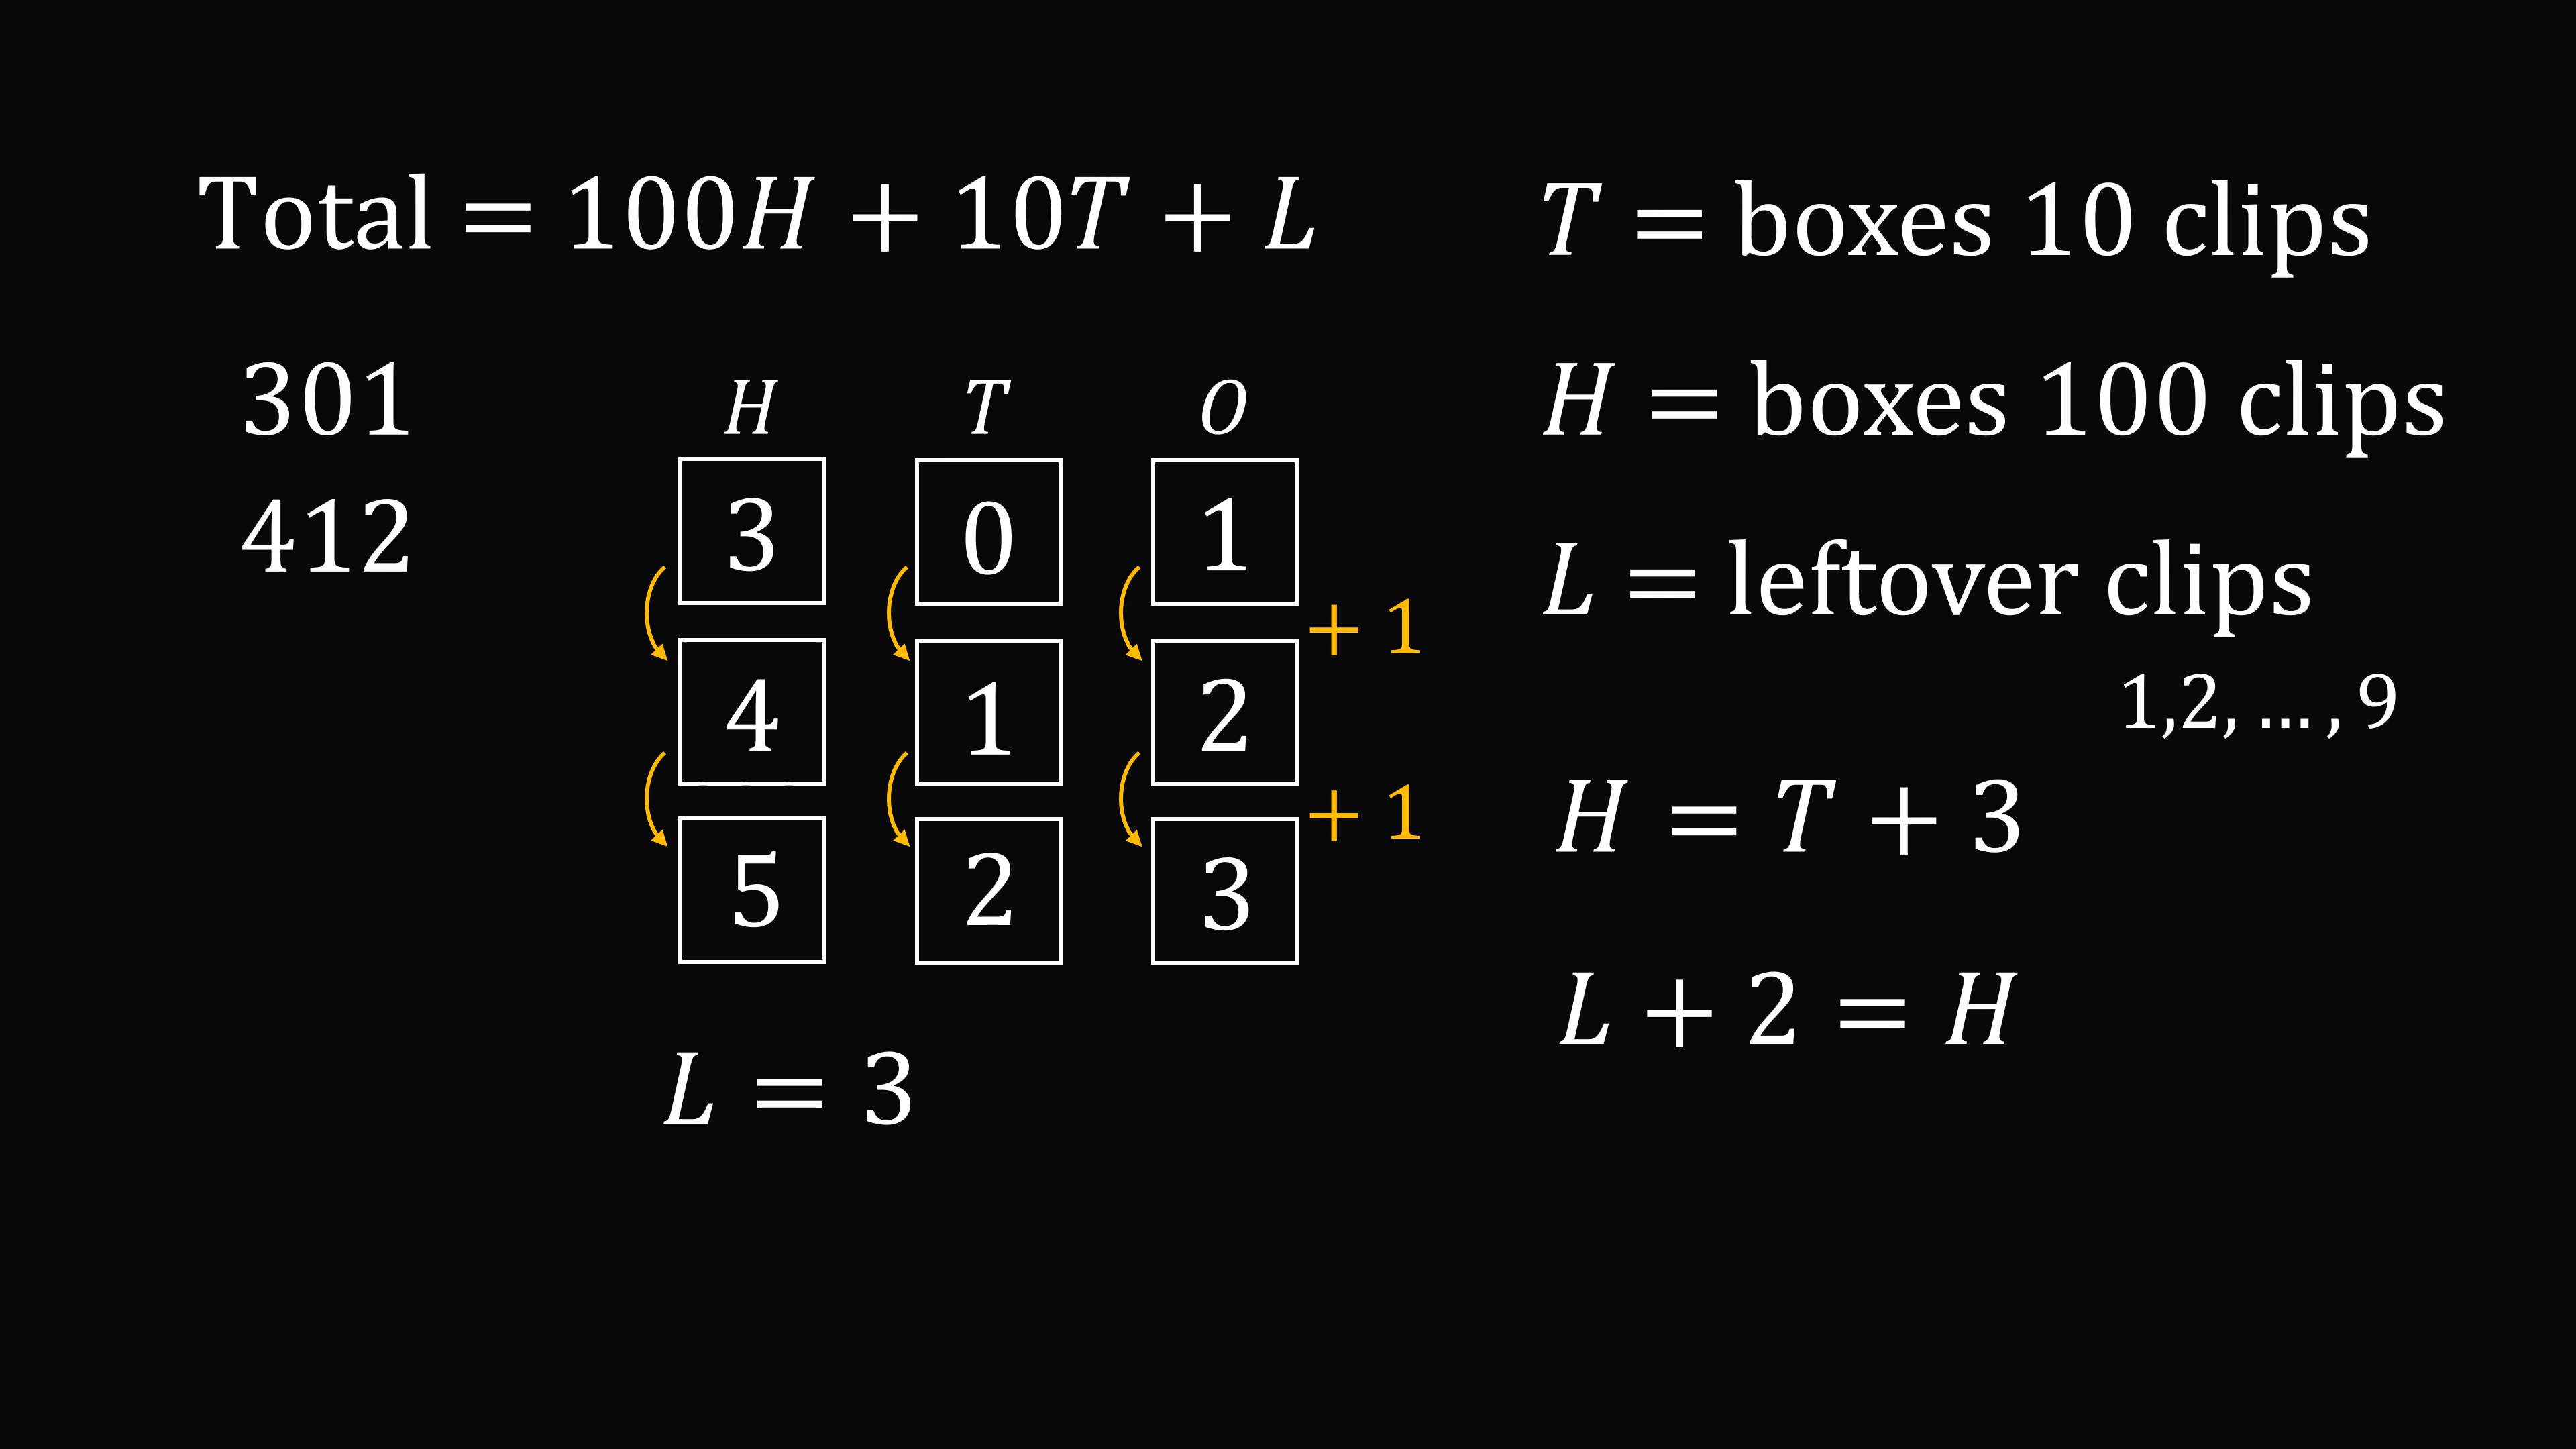 Total = 100H + 10T + L
301
412
H T O
3 0 1
+ 1
4 1 2
+ 1
5 2 3
L = 3
T = boxes 10 clips
H = boxes 100 clips
L = leftover clips
1,2, … , 9
H = T + 3
L + 2 = H